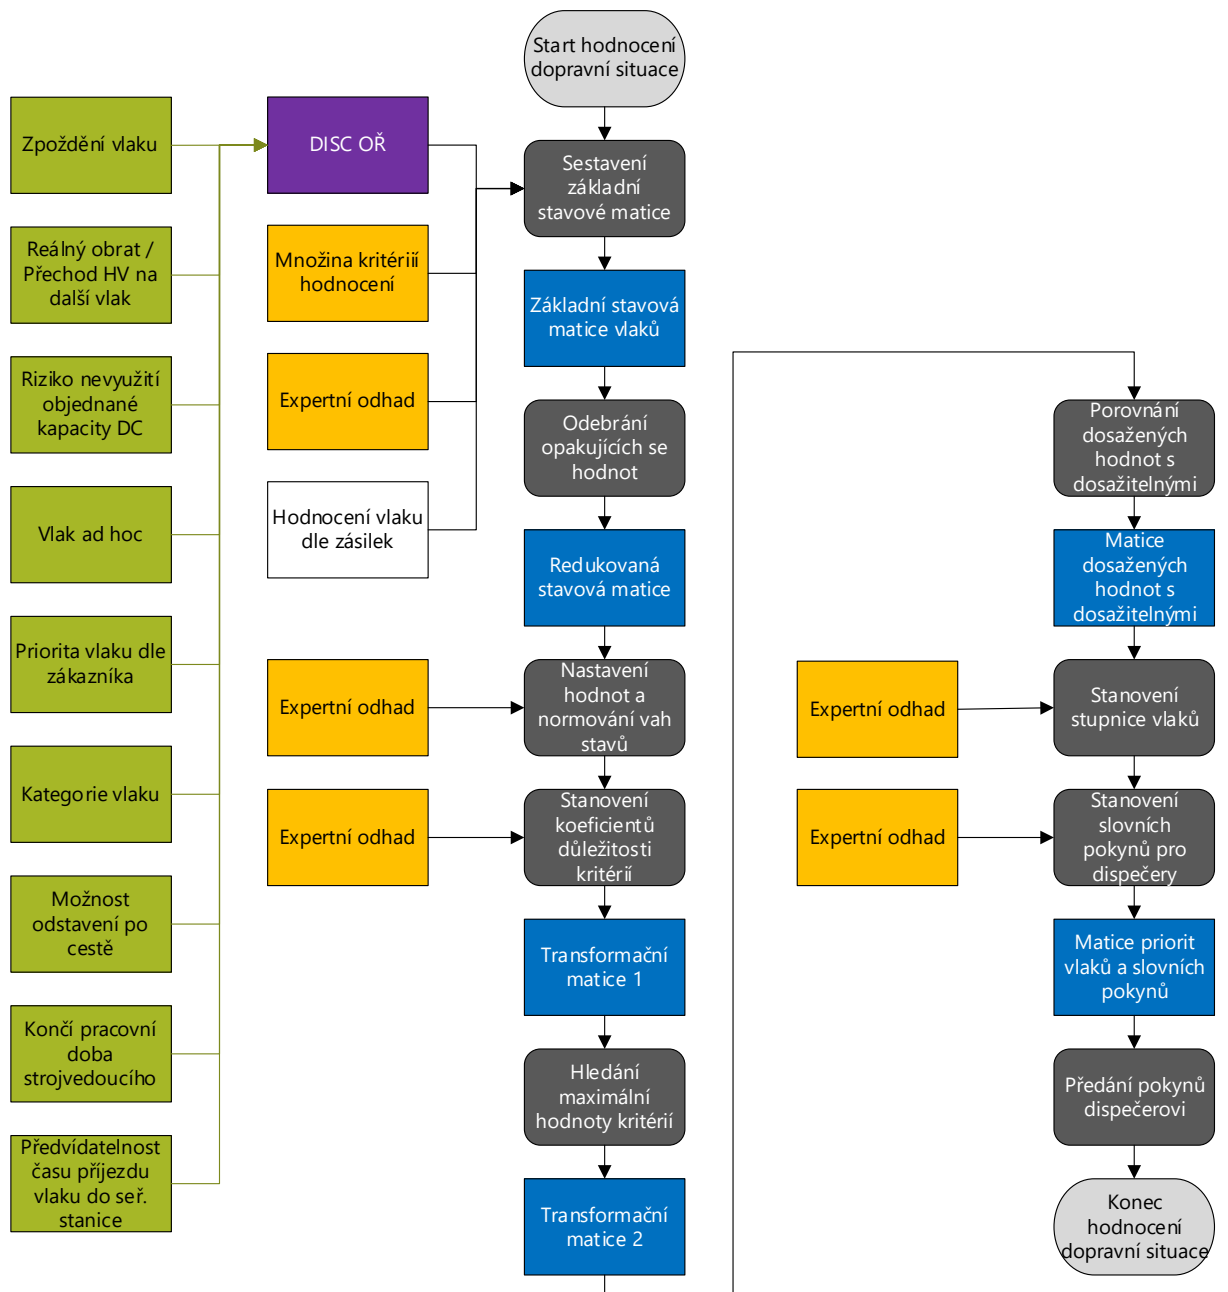 Start hodnocení
dopravní situace
Zpoždění vlaku
Reálný obrat /
Přechod HV na
další vlak
Riziko nevyužití
objednané
kapacity DC
Vlak ad hoc
Priorita vlaku dle
zákazníka
Kategorie vlaku
Možnost
odstavení po
cestě
Končí pracovní
doba
strojvedoucího
Předvídatelnost
času příjezdu
vlaku do seř.
stanice
DISC OŘ
Množina kritériií
hodnocení
Expertní odhad
Hodnocení vlaku
dle zásilek
Expertní odhad
Expertní odhad
Sestavení
základní
stavové matice
Základní stavová
matice vlaků
Odebrání
opakujících se
hodnot
Redukovaná
stavová matice
Nastavení
hodnot a
normování vah
stavů
Stanovení
koeficientů
důležitosti
kritérií
Transformační
matice 1
Hledání
maximální
hodnoty kritérií
Transformační
matice 2
Porovnání
dosažených
hodnot s
dosažitelnými
Matice
dosažených
hodnot s
dosažitelnými
Expertní odhad
Stanovení
stupnice vlaků
Expertní odhad
Stanovení
slovních
pokynů pro
dispečery
Matice priorit
vlaků a slovních
pokynů
Předání pokynů
dispečerovi
Konec
hodnocení
dopravní situace